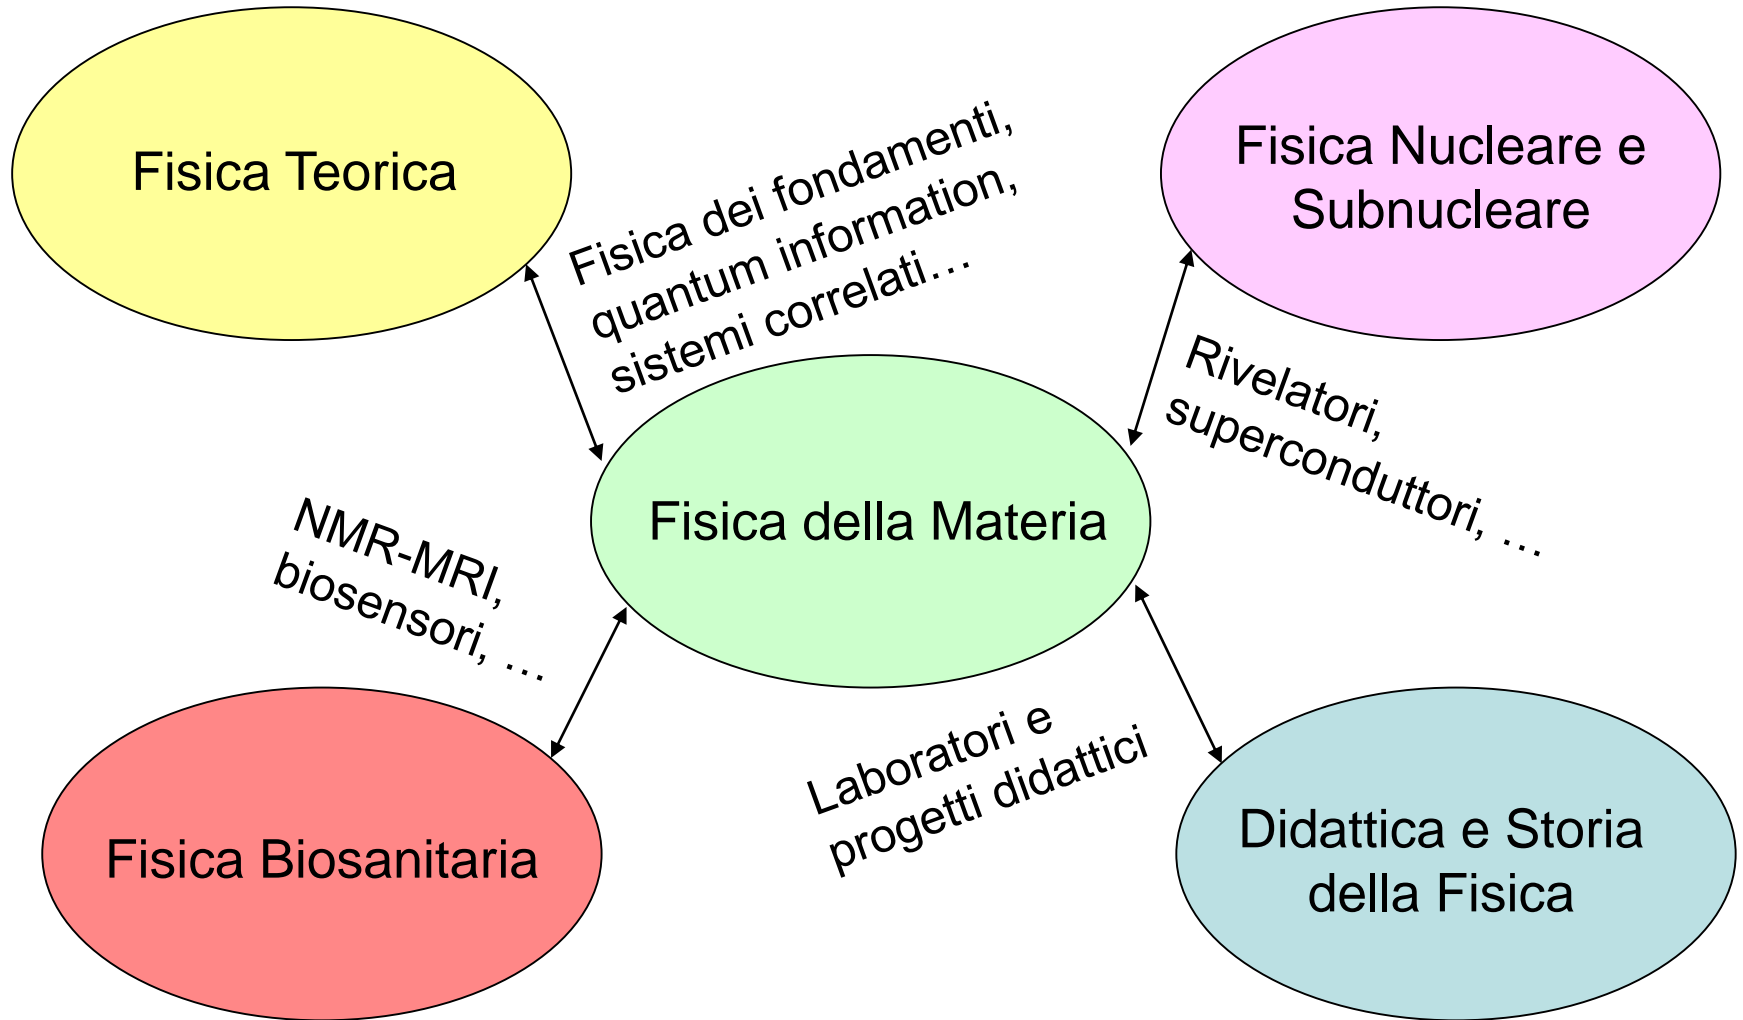 Fisica Teorica
Fisica dei fondamenti,
quantum information,
sistemi correlati…
Fisica Nucleare e
Subnucleare
Rivelatori,
superconduttori, …
Fisica della Materia
NMR-MRI,
biosensori, …
Laboratori e
progetti didattici
Fisica Biosanitaria
Didattica e Storia
della Fisica